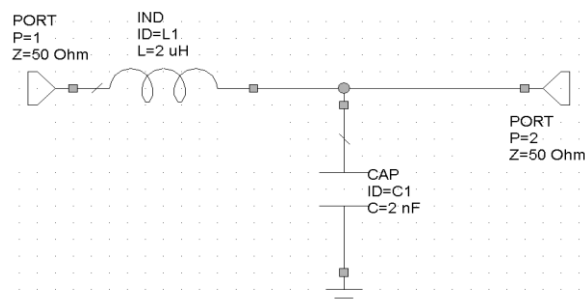 PORT
P=1
Z=50 Ohm
IND
ID=L1
L=2 uH
CAP
ID=C1
C=2 nF
PORT
P=2
Z=50 Ohm